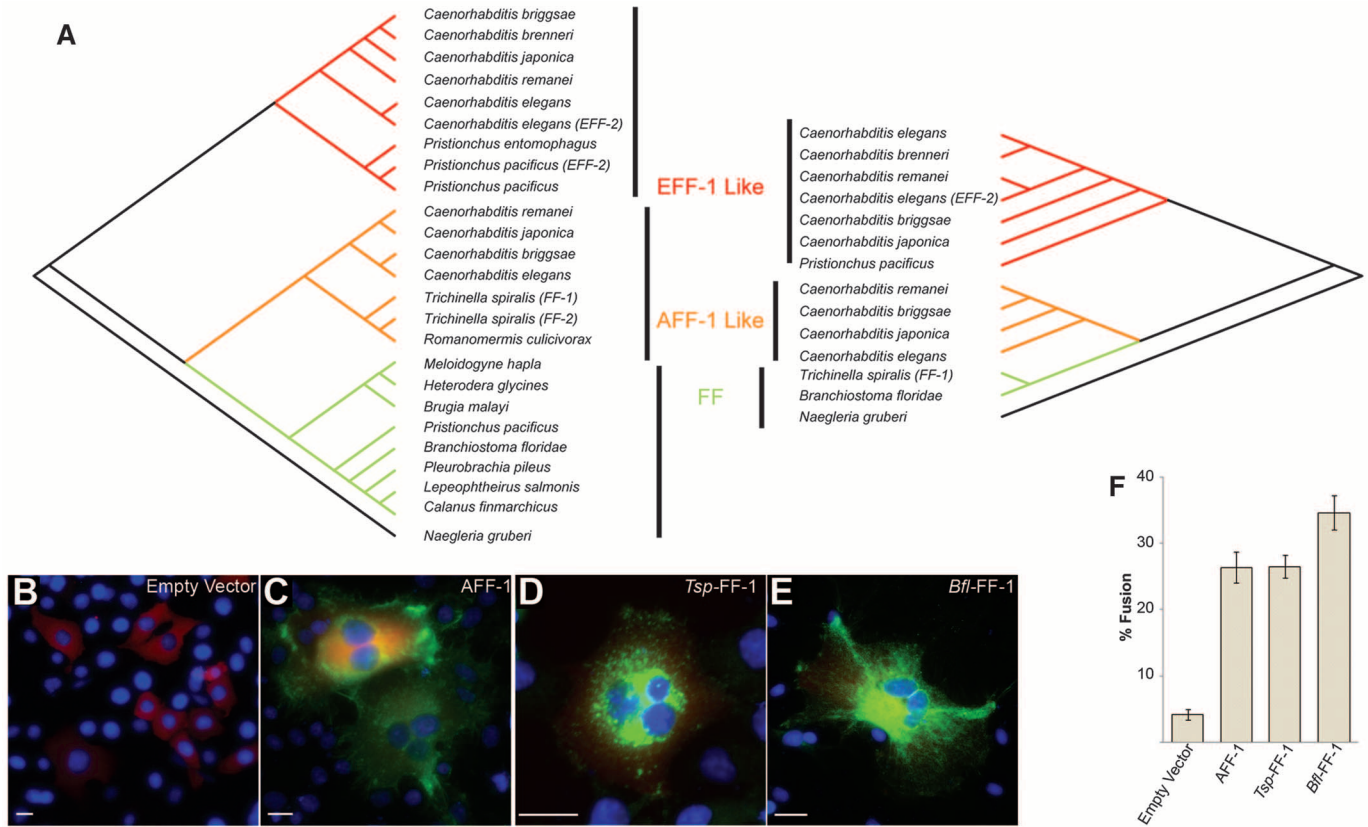 A
Caenorhabditis briggsae
Caenorhabditis brenneri
Caenorhabditis japonica
Caenorhabditis remanei
Caenorhabditis elegans
Caenorhabditis elegans (EFF-2)
Pristionchus entomophagus
Pristionchus pacificus (EFF-2)
Pristionchus pacificus
Caenorhabditis remanei
Caenorhabditis japonica
Caenorhabditis briggsae
Caenorhabditis elegans
Trichinella spiralis (FF-1)
Trichinella spiralis (FF-2)
Romanomermis culicivorax
Meloidogyne hapla
Heterodera glycines
Brugia malayi
Pristionchus pacificus
Branchiostoma floridae
Pleurobrachia pileus
Lepeophtheirus salmonis
Calanus finmarchicus
Naegleria gruberi
EFF-1 Like
AFF-1 Like
FF
Caenorhabditis elegans
Caenorhabditis brenneri
Caenorhabditis remanei
Caenorhabditis elegans (EFF-2)
Caenorhabditis briggsae
Caenorhabditis japonica
Pristionchus pacificus
Caenorhabditis remanei
Caenorhabditis briggsae
Caenorhabditis japonica
Caenorhabditis elegans
Trichinella spiralis (FF-1)
Branchiostoma floridae
Naegleria gruberi
B
Empty Vector
C
AFF-1
D
Tsp-FF-1
E
Bfl-FF-1
F
% Fusion
40
30
20
10
Empty Vector
AFF-1
Tsp-FF-1
Bfl-FF-1